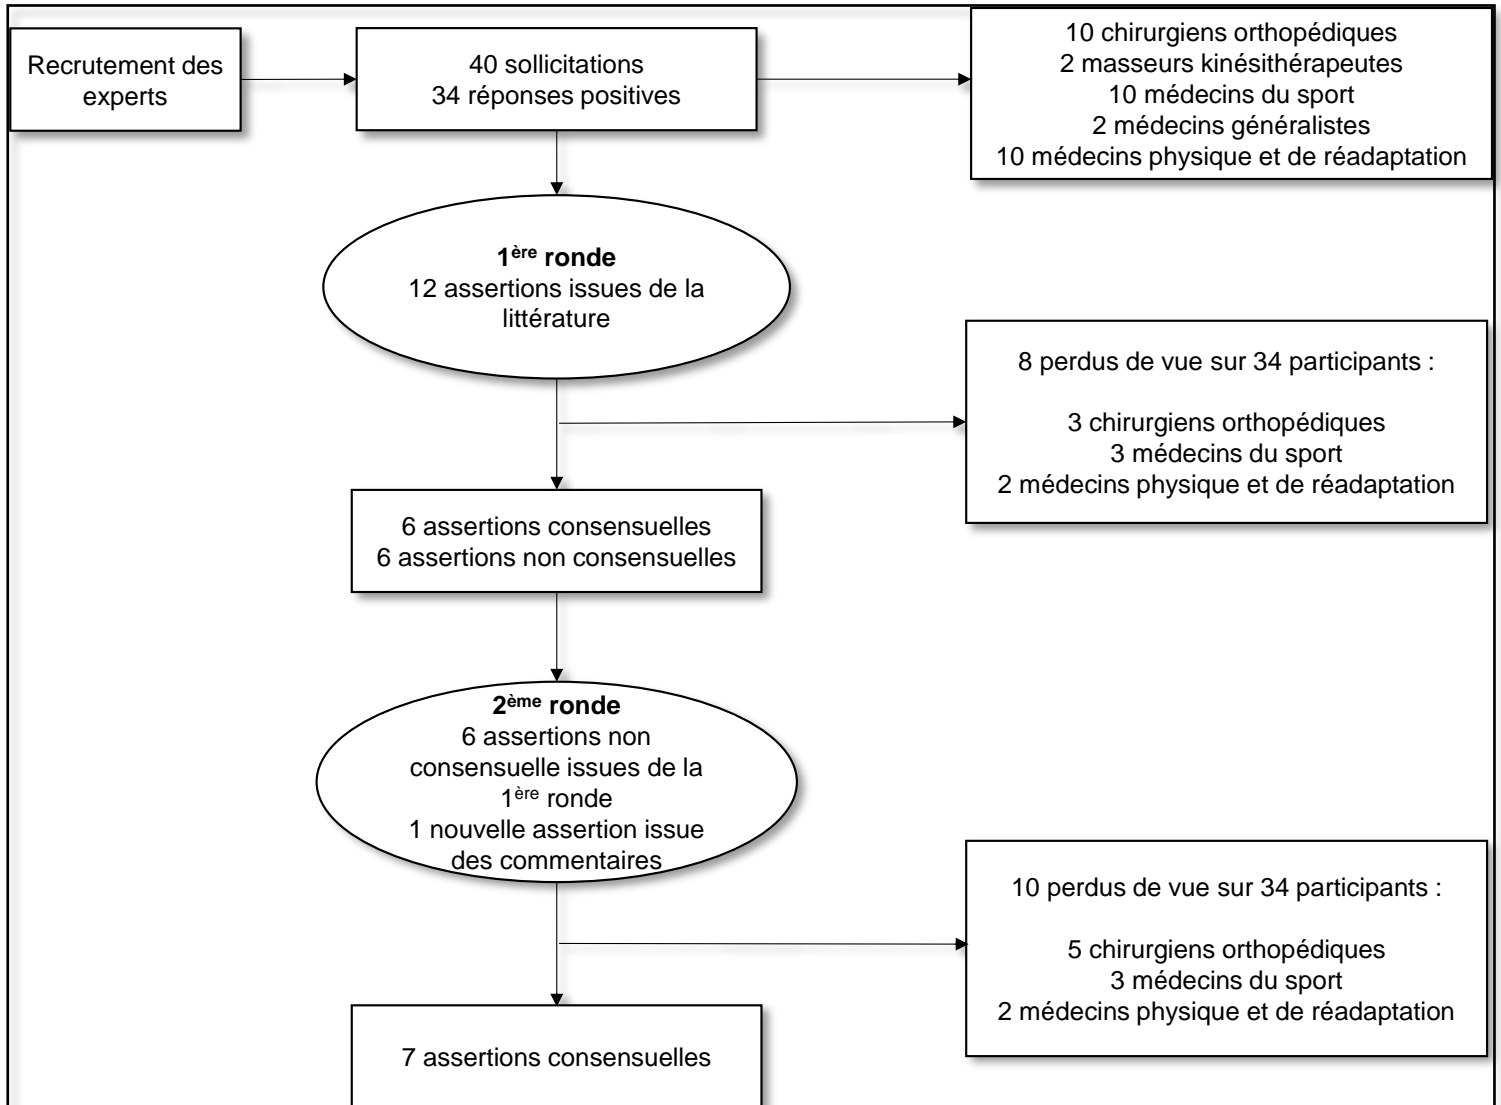 Recrutement des
experts
40 sollicitations
34 réponses positives
10 chirurgiens orthopédiques
2 masseurs kinésithérapeutes
10 médecins du sport
2 médecins généralistes
10 médecins physique et de réadaptation
1ère ronde
12 assertions issues de la
littérature
8 perdus de vue sur 34 participants :
3 chirurgiens orthopédiques
3 médecins du sport
2 médecins physique et de réadaptation
6 assertions consensuelles
6 assertions non consensuelles
2ème ronde
6 assertions non
consensuelle issues de la
1ère ronde
1 nouvelle assertion issue
des commentaires
10 perdus de vue sur 34 participants :
5 chirurgiens orthopédiques
3 médecins du sport
2 médecins physique et de réadaptation
7 assertions consensuelles